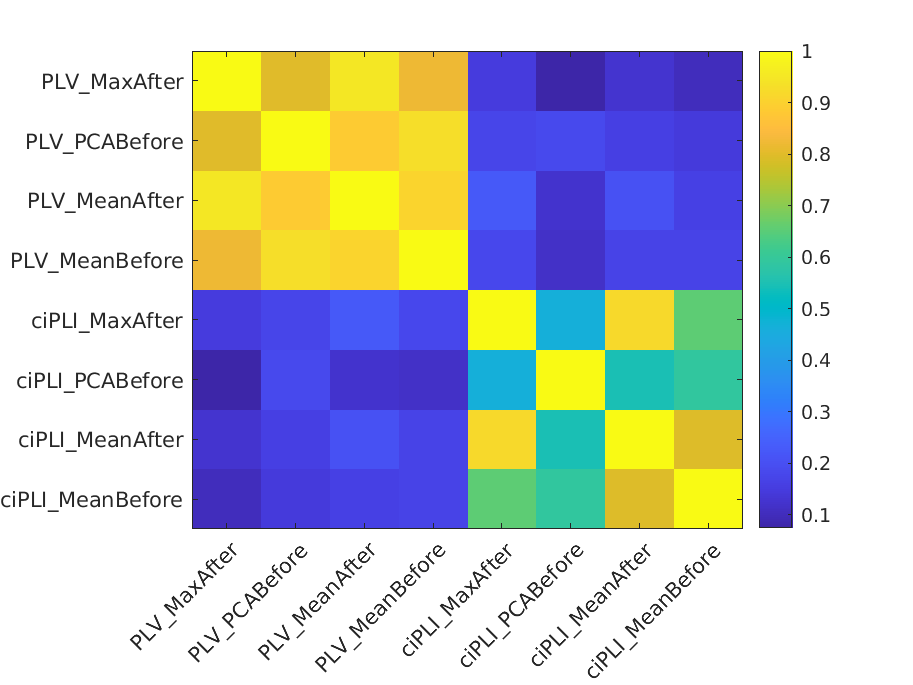 PLV_MaxAfter
PLV_PCABefore
PLV_MeanAfter
PLV_MeanBefore
ciPLI_MaxAfter
ciPLI_PCABefore
ciPLI_MeanAfter
ciPLI_MeanBefore
PLV_MaxAfter
PLV_PCABefore
PLV_MeanAfter
PLV_MeanBefore
ciPLI_MaxAfter
ciPLI_PCABefore
ciPLI_MeanAfter
ciPLI_MeanBefore
1
0.9
0.8
0.7
0.6
0.5
0.4
0.3
0.2
0.1